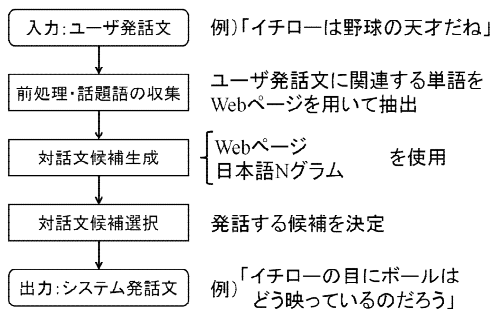 入力:ユーザ発話文
例)「イチローは野球の天才だね」
前処理・話題語の収集
ユーザ発話文に関連する単語を
Webページを用いて抽出
対話文候補生成
Webページ
日本語Nグラム
を使用
対話文候補選択
発話する候補を決定
出力:システム発話文
例)「イチローの目にボールは
どう映っているのだろう」